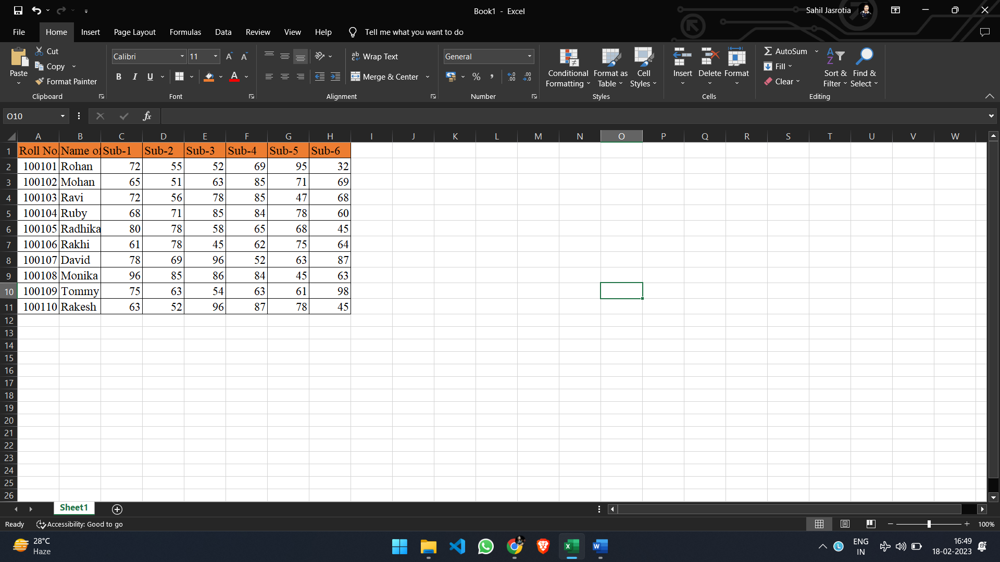 Book1 - Excel
Sahil Jasrotia
File Home Insert Page Layout Formulas Data Review View Help Tell me what you want to do
Paste
Cut
Copy
Format Painter
Clipboard
Calibri 11
B I U
Font
Wrap Text
Merge & Center
Alignment
General
Number
Conditional Formatting
Format as Table
Cell Styles
Styles
Insert Delete Format
Cells
AutoSum
Fill
Clear
Sort & Filter
Find & Select
Editing
O10
fx
A B C D E F G H I J K L M N O P Q R S T U V W
1 Roll No. Name of Sub-1 Sub-2 Sub-3 Sub-4 Sub-5 Sub-6
2 100101 Rohan 72 55 52 69 95 32
3 100102 Mohan 65 51 63 85 71 69
4 100103 Ravi 72 56 78 85 47 68
5 100104 Ruby 68 71 85 84 78 60
6 100105 Radhika 80 78 58 65 68 45
7 100106 Rakhi 61 78 45 62 75 64
8 100107 David 78 69 96 52 63 87
9 100108 Monika 96 85 86 84 45 63
10 100109 Tommy 75 63 54 63 61 98
11 100110 Rakesh 63 52 96 87 78 45
12
13
14
15
16
17
18
19
20
21
22
23
24
25
26
Sheet1
Ready Accessibility: Good to go 100%
28°C
Haze
ENG
IN
16:49
18-02-2023